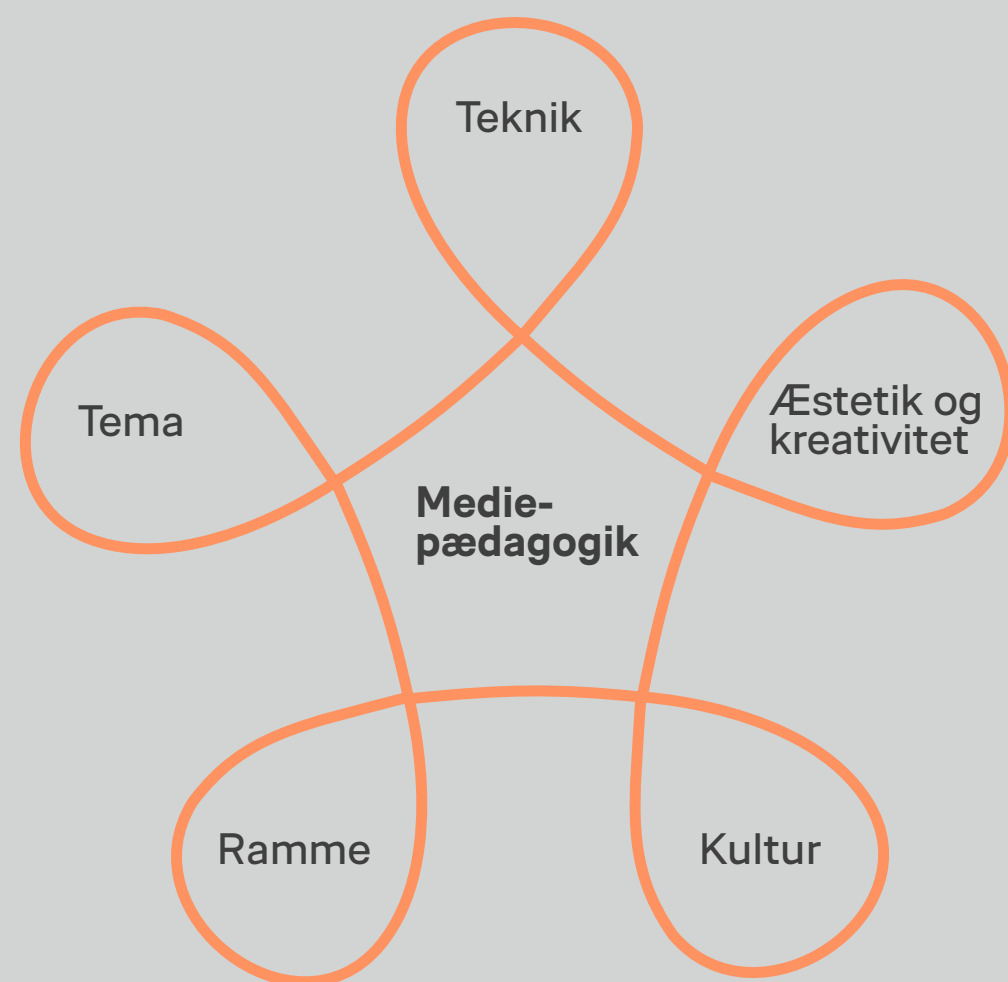 Teknik
Tema
Æstetik og
kreativitet
Medie-
pædagogik
Ramme
Kultur